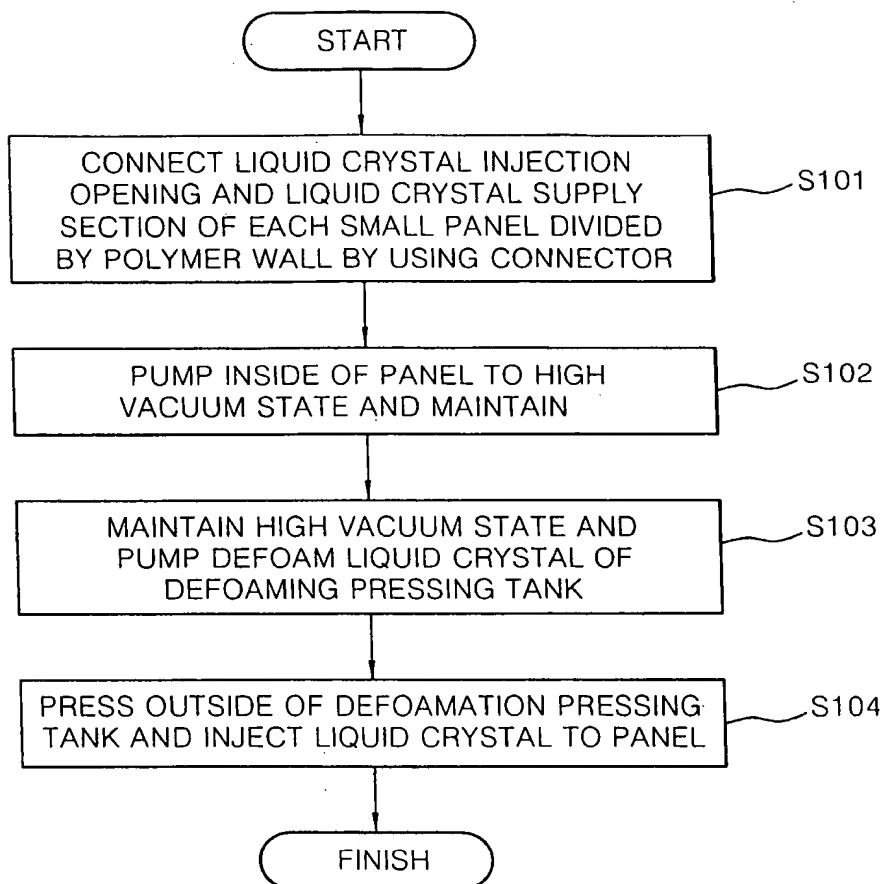 START
CONNECT LIQUID CRYSTAL INJECTION
OPENING AND LIQUID CRYSTAL SUPPLY
SECTION OF EACH SMALL PANEL DIVIDED
BY POLYMER WALL BY USING CONNECTOR
S101
PUMP INSIDE OF PANEL TO HIGH
VACUUM STATE AND MAINTAIN
S102
MAINTAIN HIGH VACUUM STATE AND
PUMP DEFOAM LIQUID CRYSTAL OF
DEFOAMING PRESSING TANK
S103
PRESS OUTSIDE OF DEFOAMATION PRESSING
TANK AND INJECT LIQUID CRYSTAL TO PANEL
S104
FINISH